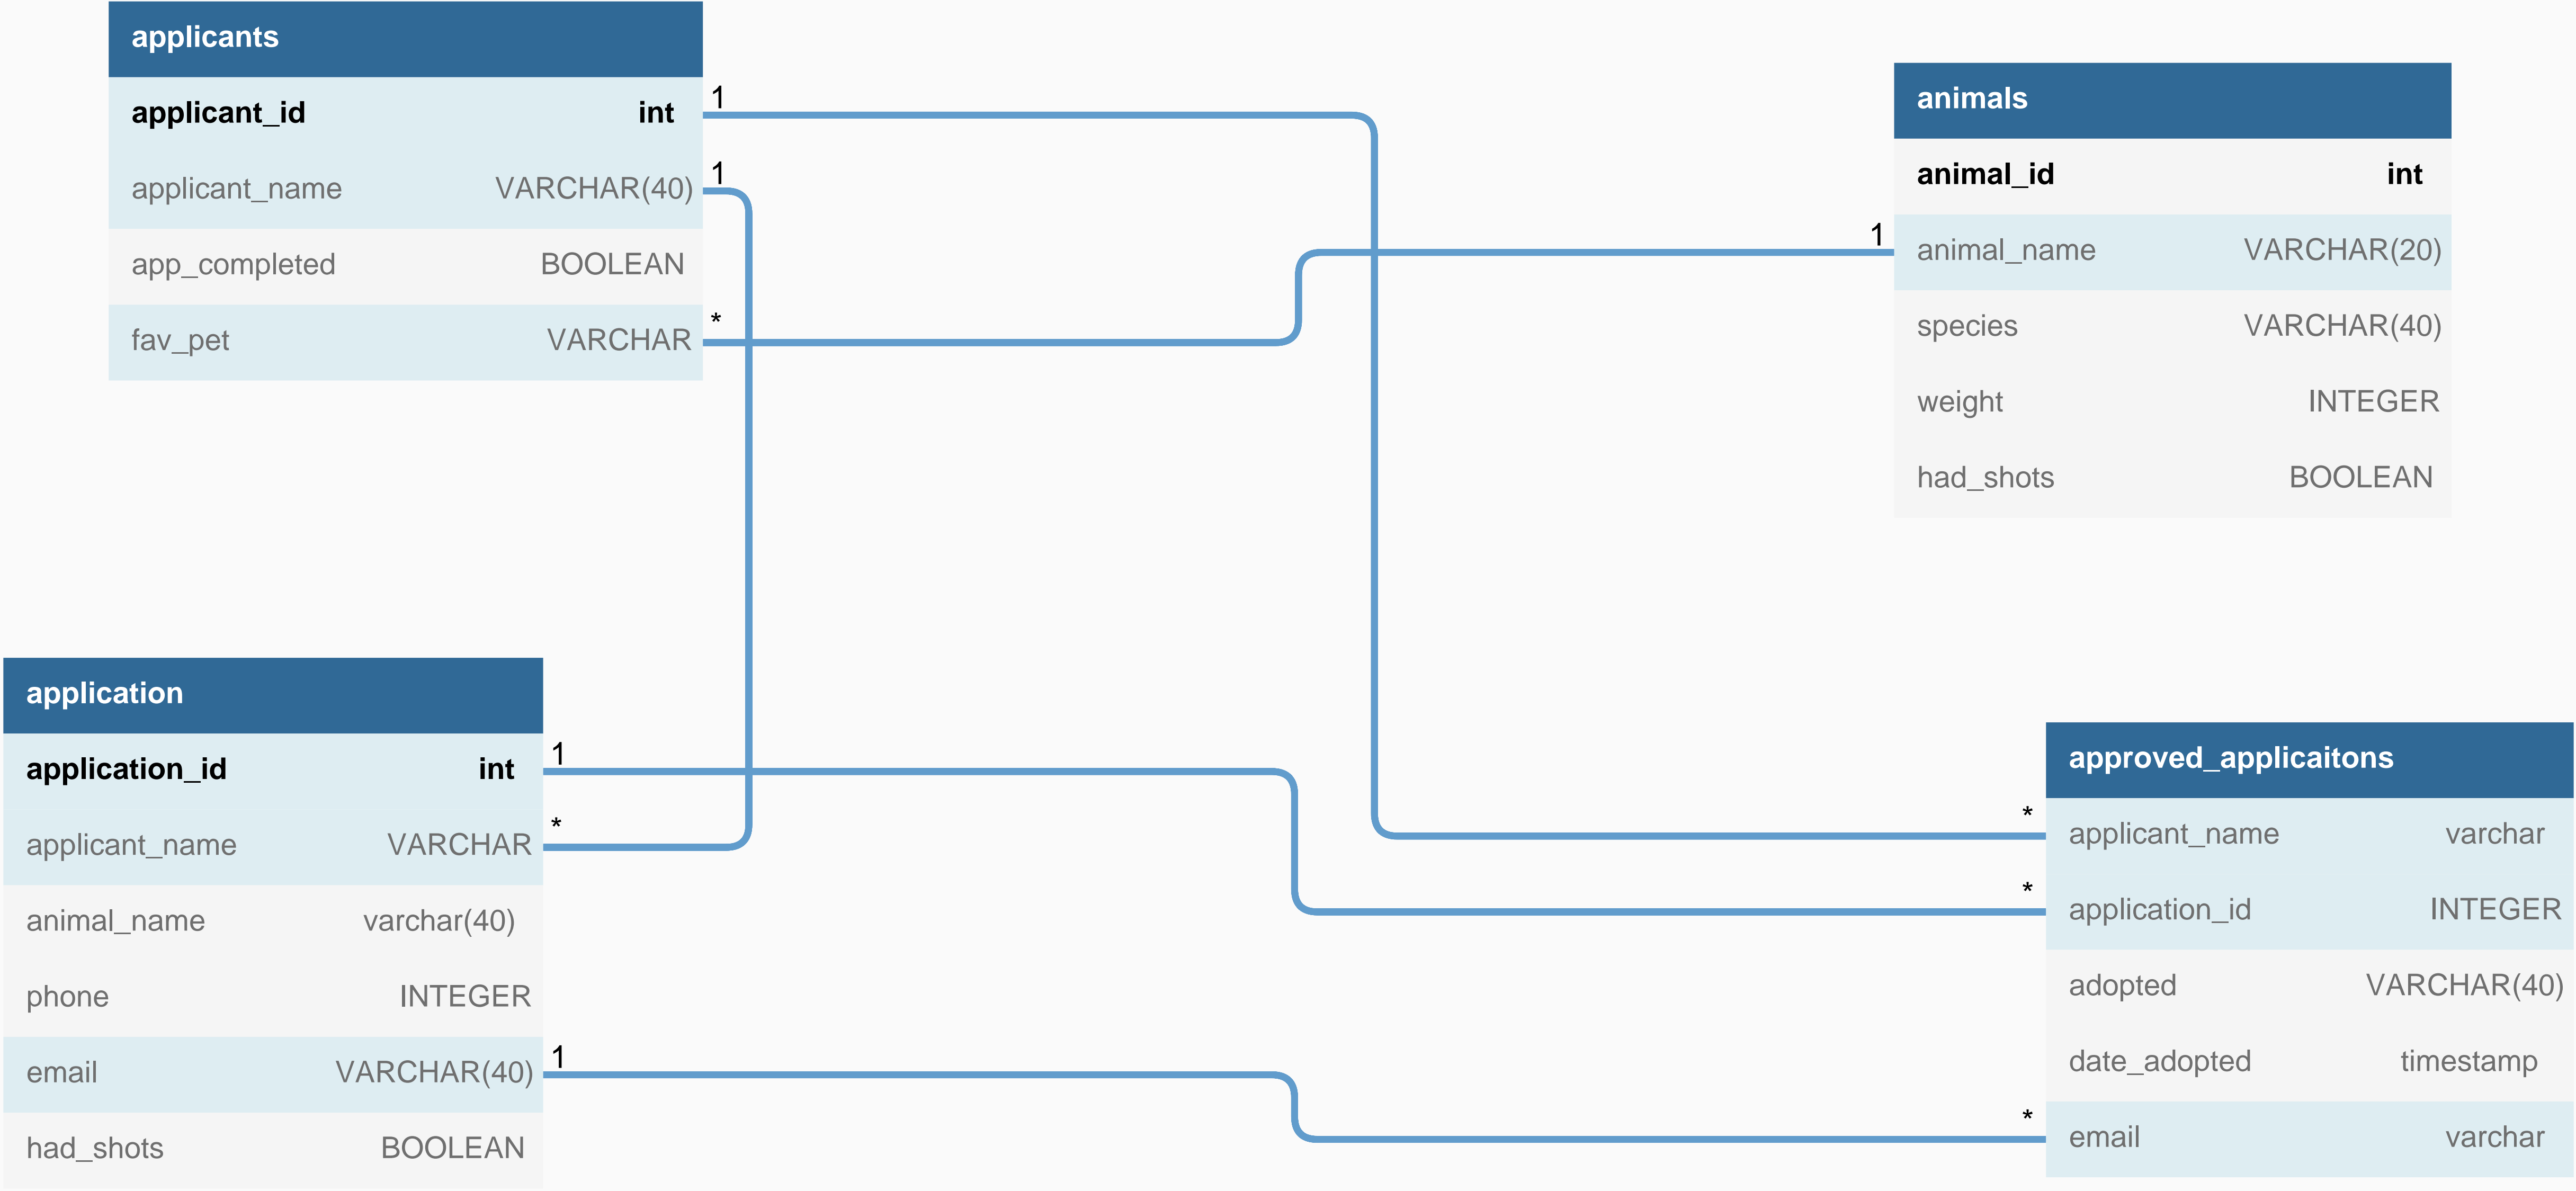 applicants
applicant_id int 1
applicant_name VARCHAR(40) 1
app_completed BOOLEAN
fav_pet VARCHAR *
animals
animal_id int
1 animal_name VARCHAR(20)
species VARCHAR(40)
weight INTEGER
had_shots BOOLEAN
application
application_id int 1
applicant_name VARCHAR *
animal_name varchar(40)
phone INTEGER
email VARCHAR(40) 1
had_shots BOOLEAN
approved_applicaitons
* applicant_name varchar
* application_id INTEGER
adopted VARCHAR(40)
date_adopted timestamp
* email varchar